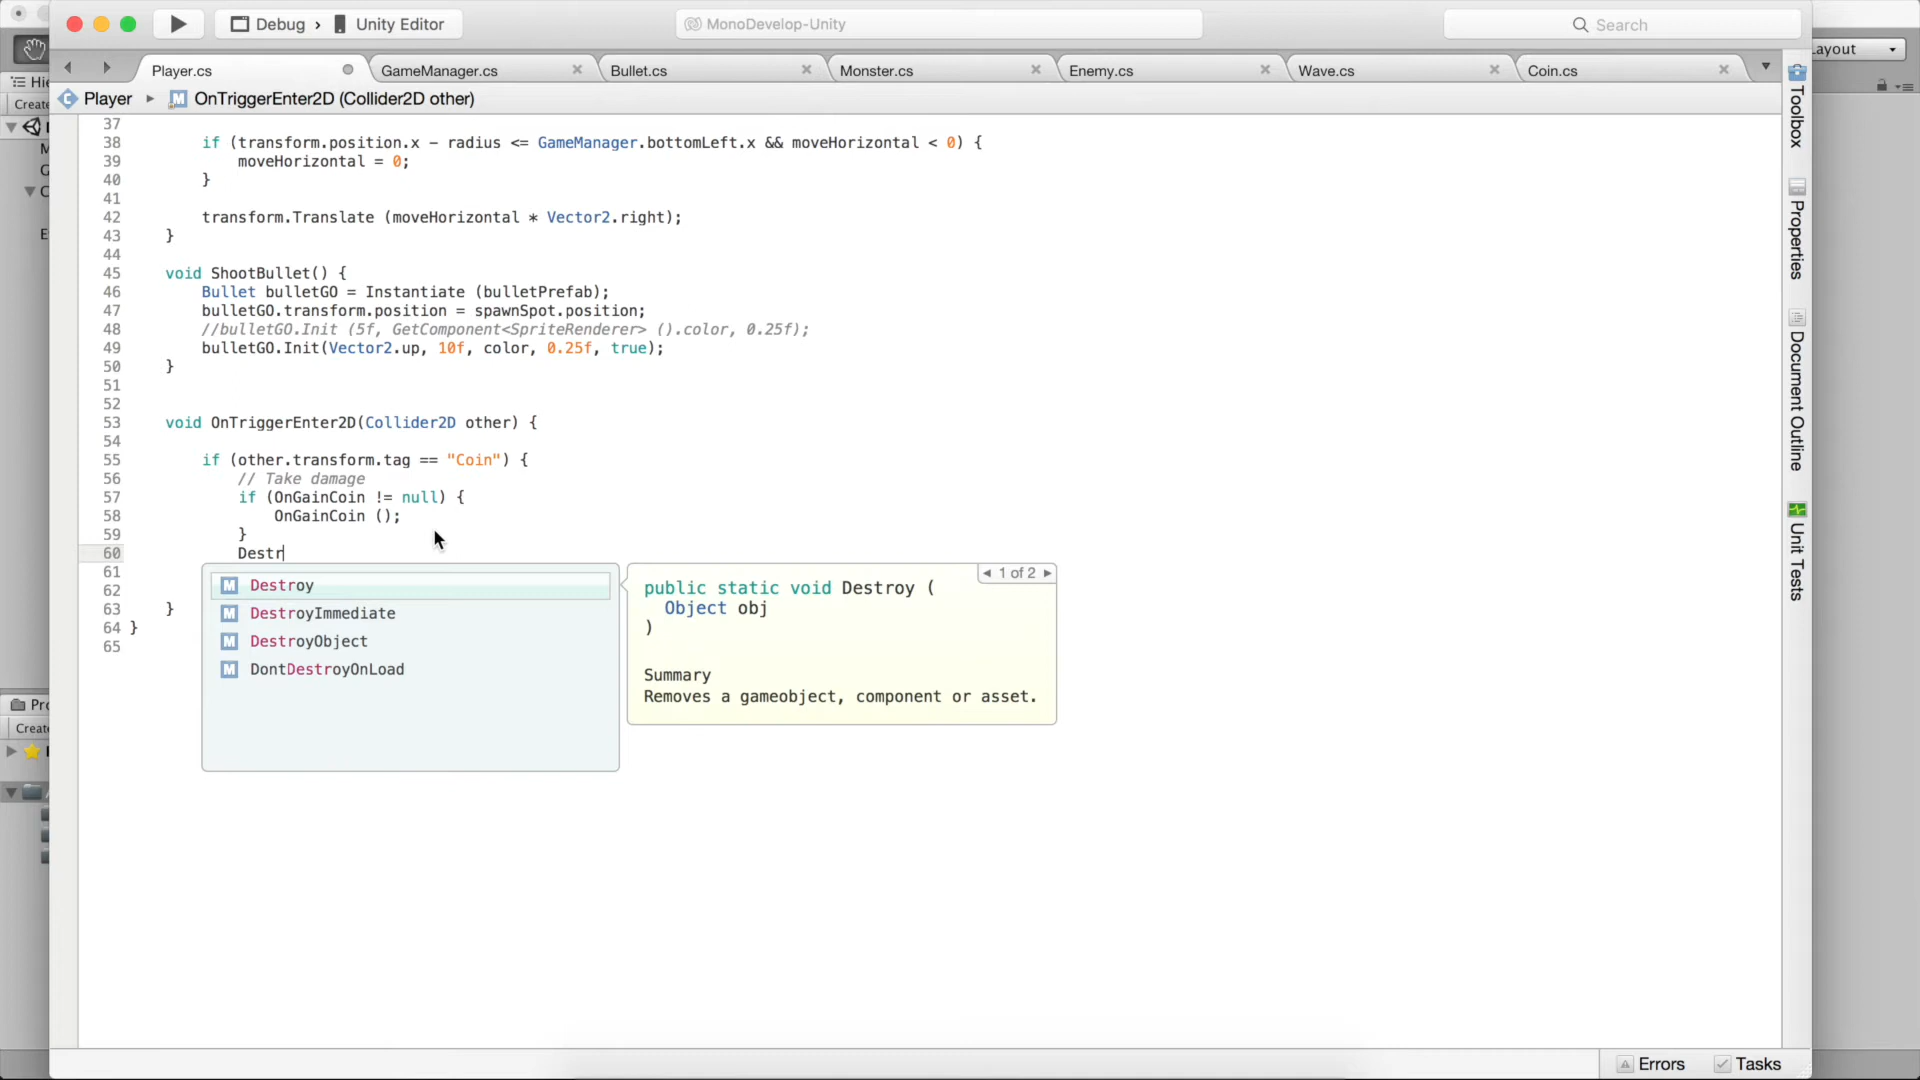 Debug › Unity Editor
MonoDevelop-Unity
Search
Layout
Player.cs
GameManager.cs
Bullet.cs
Monster.cs
Enemy.cs
Wave.cs
Coin.cs
Hie
Player
OnTriggerEnter2D (Collider2D other)
Create
37
38 if (transform.position.x - radius <= GameManager.bottomLeft.x && moveHorizontal < 0) {
39 moveHorizontal = 0;
40 }
41
42 transform.Translate (moveHorizontal * Vector2.right);
43 }
44
45 void ShootBullet() {
46 Bullet bulletGO = Instantiate (bulletPrefab);
47 bulletGO.transform.position = spawnSpot.position;
48 //bulletGO.Init (5f, GetComponent<SpriteRenderer> ().color, 0.25f);
49 bulletGO.Init(Vector2.up, 10f, color, 0.25f, true);
50 }
51
52
53 void OnTriggerEnter2D(Collider2D other) {
54
55 if (other.transform.tag == "Coin") {
56 // Take damage
57 if (OnGainCoin != null) {
58 OnGainCoin ();
59 }
60 Destr
61
62
63 }
64 }
65
Destroy
DestroyImmediate
DestroyObject
DontDestroyOnLoad
1 of 2
public static void Destroy (
Object obj
)
Summary
Removes a gameobject, component or asset.
Toolbox
Properties
Document Outline
Unit Tests
Pro
Create
Errors
Tasks